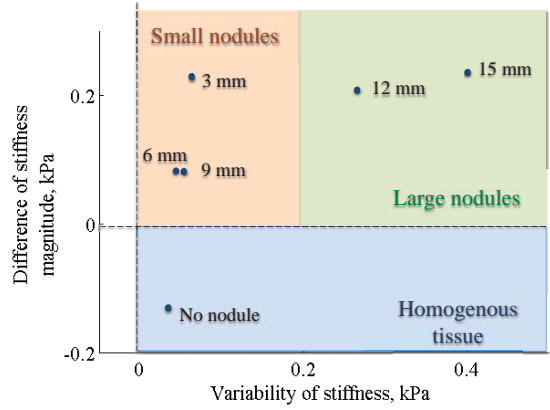 Small nodules
15 mm
3 mm
12 mm
0.2
6 mm
9 mm
Large nodules
0
Difference of stiffness
magnitude, kPa
No nodule
Homogenous
tissue
-0.2
0
0.2
0.4
Variability of stiffness, kPa